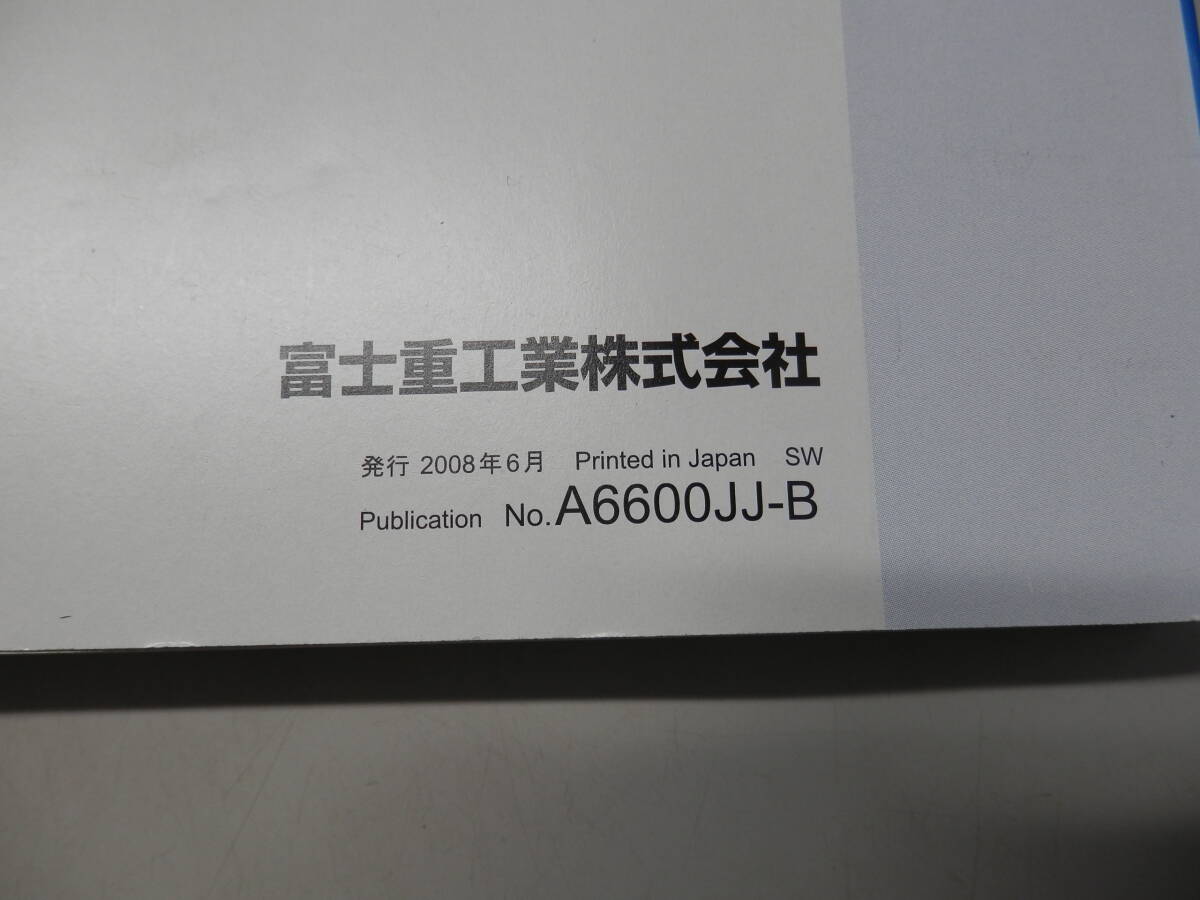 富士重工業株式会社
発行 2008年6月 Printed in Japan SW
Publication No.A6600JJ-B